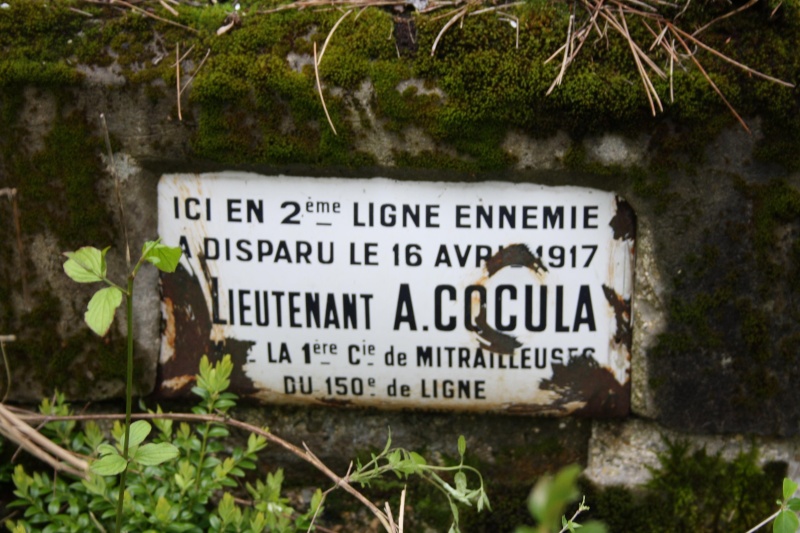 ICI EN 2ème LIGNE ENNEMIE
A DISPARU LE 16 AVRIL 1917
LIEUTENANT A.COCULA
LA 1ère Cie de MITRAILLEUSES
DU 150e de LIGNE